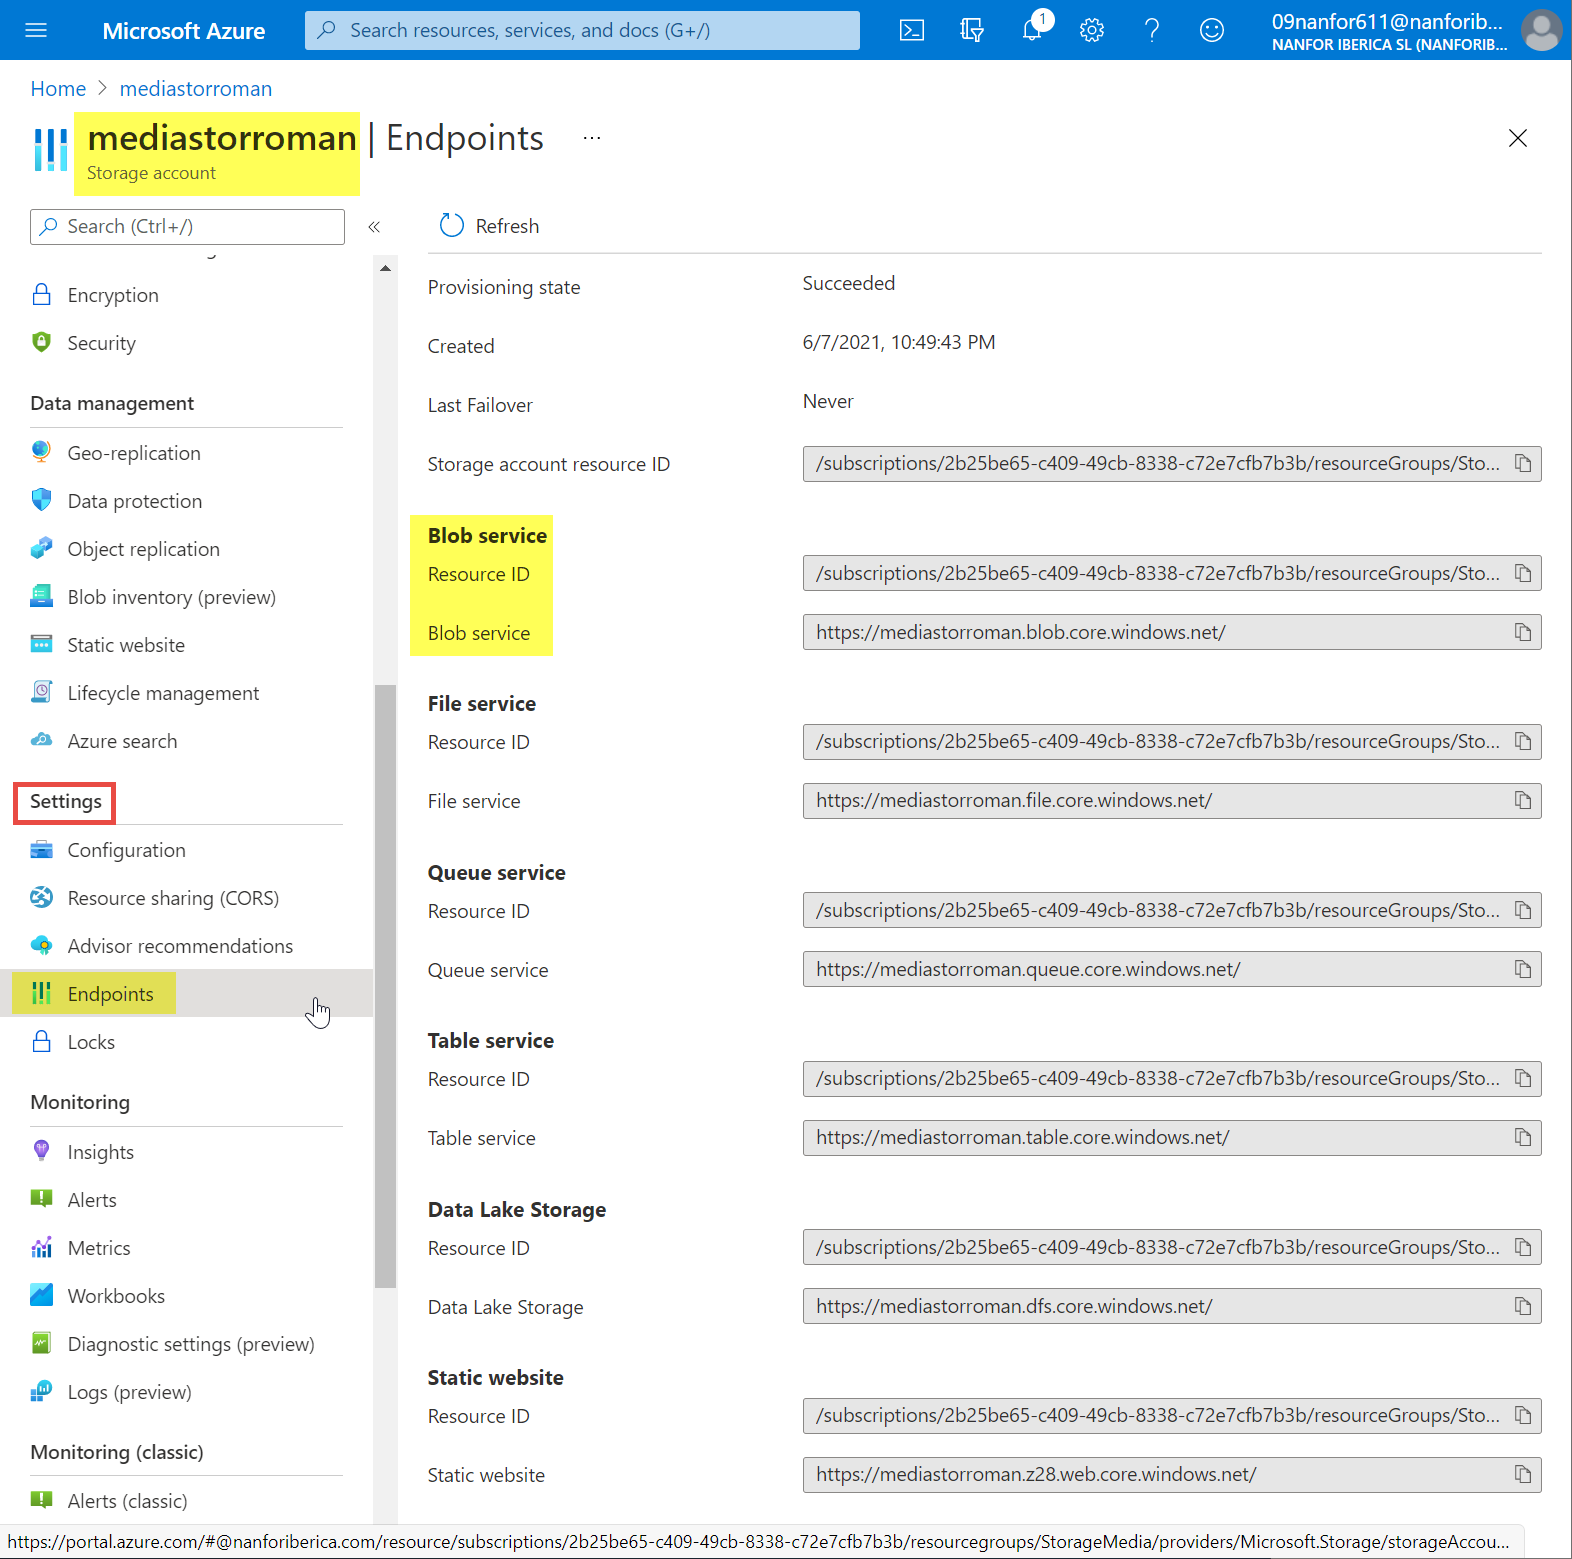 Microsoft Azure
Search resources, services, and docs (G+/)
1
09nanfor611@nanforib...
NANFOR IBERICA SL (NANFORIB...
Home > mediastorroman
mediastorroman | Endpoints ...
Storage account
Search (Ctrl+/)
«
Refresh
Encryption
Security
Data management
Geo-replication
Data protection
Object replication
Blob inventory (preview)
Static website
Lifecycle management
Azure search
Settings
Configuration
Resource sharing (CORS)
Advisor recommendations
Endpoints
Locks
Monitoring
Insights
Alerts
Metrics
Workbooks
Diagnostic settings (preview)
Logs (preview)
Monitoring (classic)
Alerts (classic)
Provisioning state
Succeeded
Created
6/7/2021, 10:49:43 PM
Last Failover
Never
Storage account resource ID
/subscriptions/2b25be65-c409-49cb-8338-c72e7cfb7b3b/resourceGroups/Sto...
Blob service
Resource ID
/subscriptions/2b25be65-c409-49cb-8338-c72e7cfb7b3b/resourceGroups/Sto...
Blob service
https://mediastorroman.blob.core.windows.net/
File service
Resource ID
/subscriptions/2b25be65-c409-49cb-8338-c72e7cfb7b3b/resourceGroups/Sto...
File service
https://mediastorroman.file.core.windows.net/
Queue service
Resource ID
/subscriptions/2b25be65-c409-49cb-8338-c72e7cfb7b3b/resourceGroups/Sto...
Queue service
https://mediastorroman.queue.core.windows.net/
Table service
Resource ID
/subscriptions/2b25be65-c409-49cb-8338-c72e7cfb7b3b/resourceGroups/Sto...
Table service
https://mediastorroman.table.core.windows.net/
Data Lake Storage
Resource ID
/subscriptions/2b25be65-c409-49cb-8338-c72e7cfb7b3b/resourceGroups/Sto...
Data Lake Storage
https://mediastorroman.dfs.core.windows.net/
Static website
Resource ID
/subscriptions/2b25be65-c409-49cb-8338-c72e7cfb7b3b/resourceGroups/Sto...
Static website
https://mediastorroman.z28.web.core.windows.net/
https://portal.azure.com/#@nanforiberica.com/resource/subscriptions/2b25be65-c409-49cb-8338-c72e7cfb7b3b/resourcegroups/StorageMedia/providers/Microsoft.Storage/storageAccou...